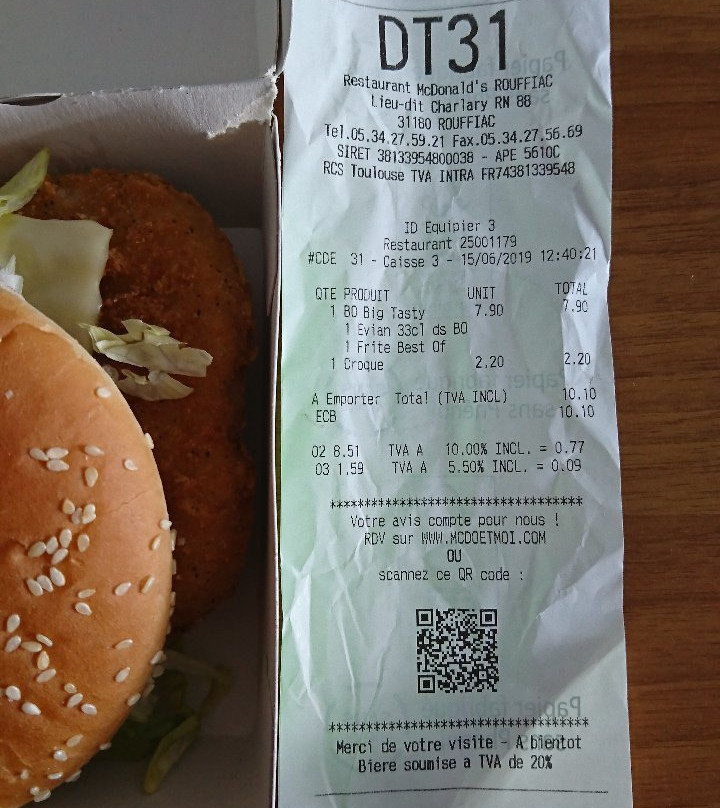 DT31
Restaurant McDonald's ROUFFIAC
Lieu-dit Charlary RN 88
31180 ROUFFIAC
Tel.05.34.27.59.21 Fax.05.34.27.56.69
SIRET 38133954800038 - APE 5610C
RCS Toulouse TVA INTRA FR74381339548
ID Equipier 3
Restaurant 25001179
#CDE 31 - Caisse 3 - 15/06/2019 12:40:21
QTE PRODUIT UNIT TOTAL
1 BO Big Tasty 7.90 7.90
1 Evian 33cl ds BO
1 Frite Best Of
1 Croque 2.20 2.20
A Emporter Total (TVA INCL) 10.10
ECB 10.10
02 8.51 TVA A 10.00% INCL. = 0.77
03 1.59 TVA A 5.50% INCL. = 0.09
****************************************
Votre avis compte pour nous !
RDV sur WWW.MCDOETMOI.COM
OU
scannez ce QR code :
****************************************
Merci de votre visite - A bientot
Biere soumise a TVA de 20%